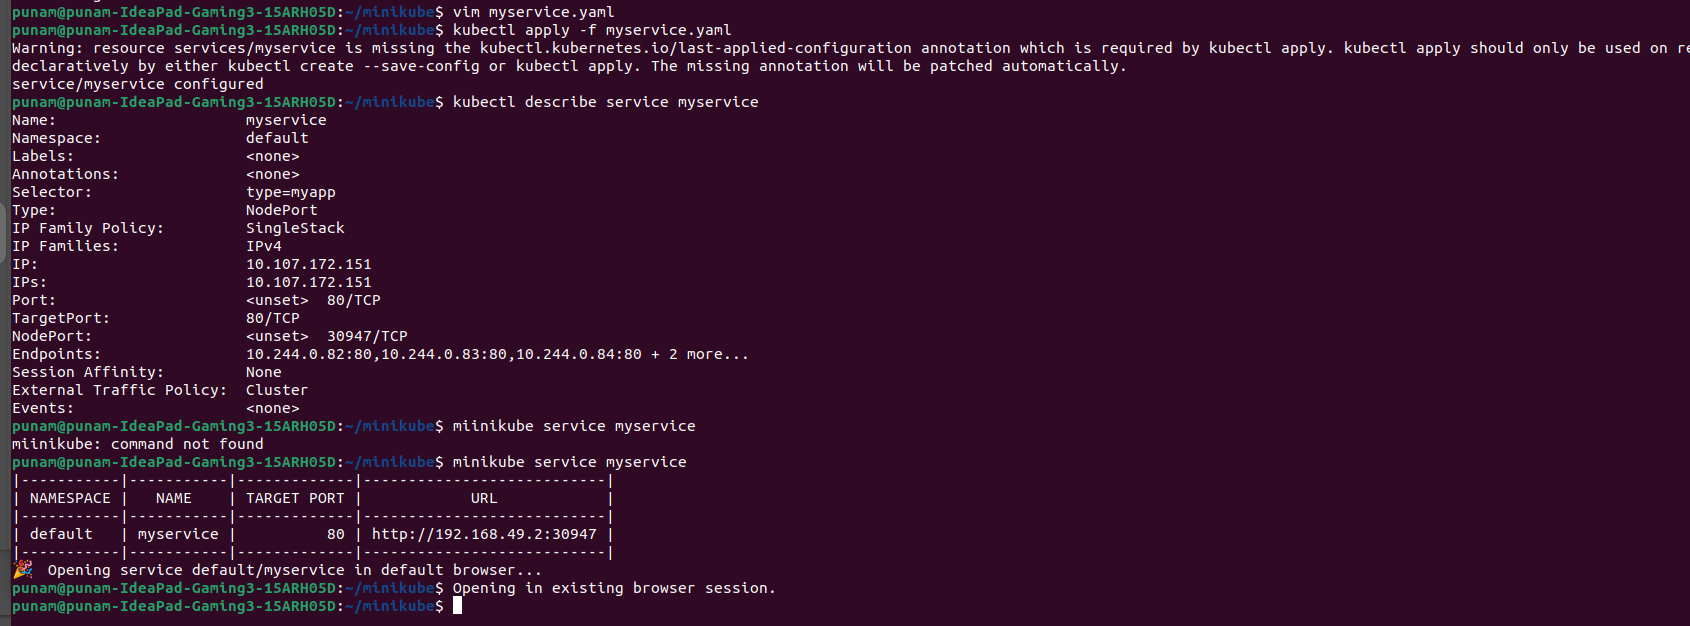 punam@punam-IdeaPad-Gaming3-15ARH05D:~/minikube$ vim myservice.yaml
punam@punam-IdeaPad-Gaming3-15ARH05D:~/minikube$ kubectl apply -f myservice.yaml
Warning: resource services/myservice is missing the kubectl.kubernetes.io/last-applied-configuration annotation which is required by kubectl apply. kubectl apply should only be used on re
declaratively by either kubectl create --save-config or kubectl apply. The missing annotation will be patched automatically.
service/myservice configured
punam@punam-IdeaPad-Gaming3-15ARH05D:~/minikube$ kubectl describe service myservice
Name:                     myservice
Namespace:                default
Labels:                   <none>
Annotations:              <none>
Selector:                 type=myapp
Type:                     NodePort
IP Family Policy:         SingleStack
IP Families:              IPv4
IP:                       10.107.172.151
IPs:                      10.107.172.151
Port:                     <unset>  80/TCP
TargetPort:               80/TCP
NodePort:                 <unset>  30947/TCP
Endpoints:                10.244.0.82:80,10.244.0.83:80,10.244.0.84:80 + 2 more...
Session Affinity:         None
External Traffic Policy:  Cluster
Events:                   <none>
punam@punam-IdeaPad-Gaming3-15ARH05D:~/minikube$ miinikube service myservice
miinikube: command not found
punam@punam-IdeaPad-Gaming3-15ARH05D:~/minikube$ minikube service myservice
|-----------|-----------|-------------|---------------------------|
| NAMESPACE |   NAME    | TARGET PORT |            URL            |
|-----------|-----------|-------------|---------------------------|
| default   | myservice |          80 | http://192.168.49.2:30947 |
|-----------|-----------|-------------|---------------------------|
🎉  Opening service default/myservice in default browser...
punam@punam-IdeaPad-Gaming3-15ARH05D:~/minikube$ Opening in existing browser session.
punam@punam-IdeaPad-Gaming3-15ARH05D:~/minikube$